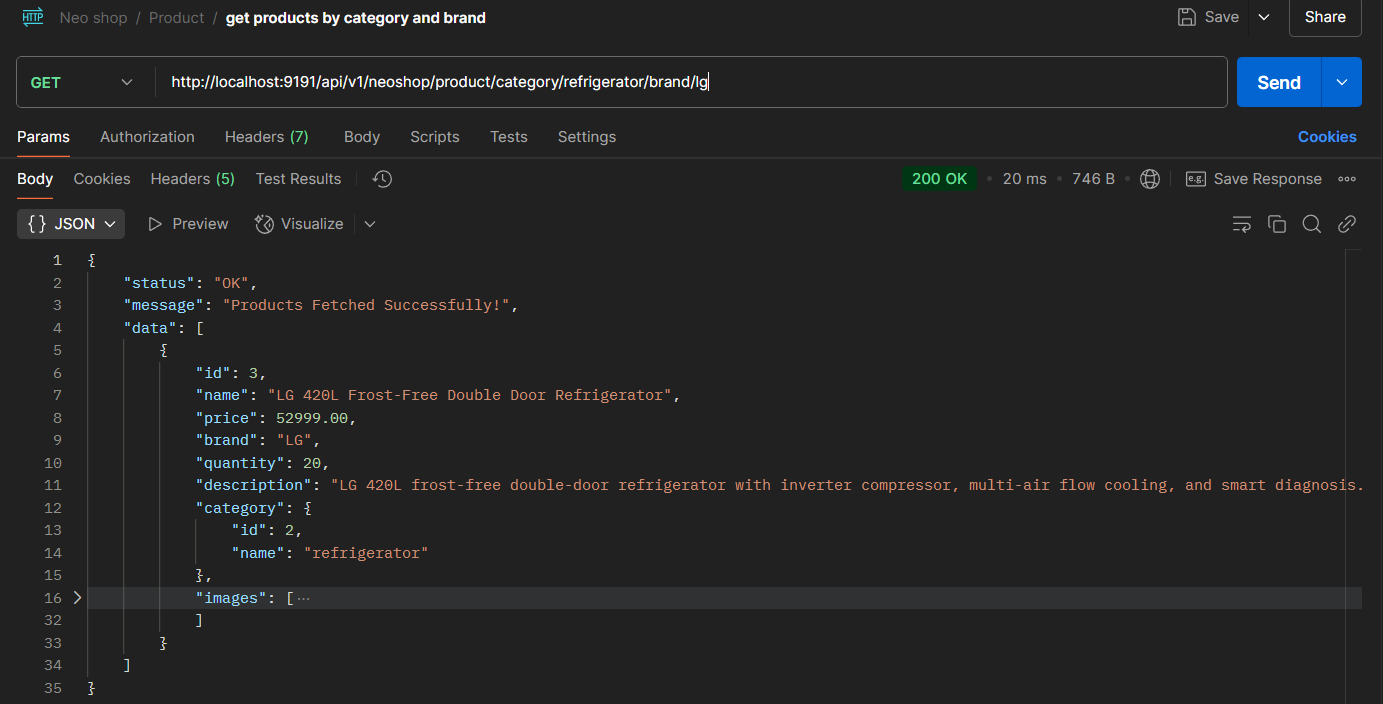 HTTP Neo shop / Product / get products by category and brand Save Share
GET http://localhost:9191/api/v1/neoshop/product/category/refrigerator/brand/lg Send
Params Authorization Headers (7) Body Scripts Tests Settings Cookies
Body Cookies Headers (5) Test Results 200 OK • 20 ms • 746 B • e.g. Save Response
{} JSON Preview Visualize
1 {
2 "status": "OK",
3 "message": "Products Fetched Successfully!",
4 "data": [
5 {
6 "id": 3,
7 "name": "LG 420L Frost-Free Double Door Refrigerator",
8 "price": 52999.00,
9 "brand": "LG",
10 "quantity": 20,
11 "description": "LG 420L frost-free double-door refrigerator with inverter compressor, multi-air flow cooling, and smart diagnosis.
12 "category": {
13 "id": 2,
14 "name": "refrigerator"
15 },
16 "images": [ ···
32 ]
33 }
34 ]
35 }